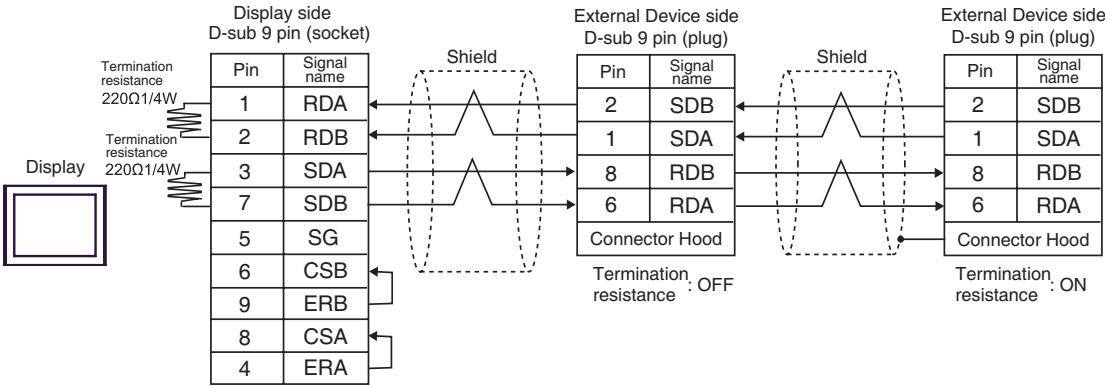 Display side
D-sub 9 pin (socket)
Termination
resistance
220Ω1/4W
Termination
resistance
220Ω1/4W
Display
Pin Signal name
1 RDA
2 RDB
3 SDA
7 SDB
5 SG
6 CSB
9 ERB
8 CSA
4 ERA
Shield
External Device side
D-sub 9 pin (plug)
Pin Signal name
2 SDB
1 SDA
8 RDB
6 RDA
Connector Hood
Termination
resistance : OFF
Shield
External Device side
D-sub 9 pin (plug)
Pin Signal name
2 SDB
1 SDA
8 RDB
6 RDA
Connector Hood
Termination
resistance : ON